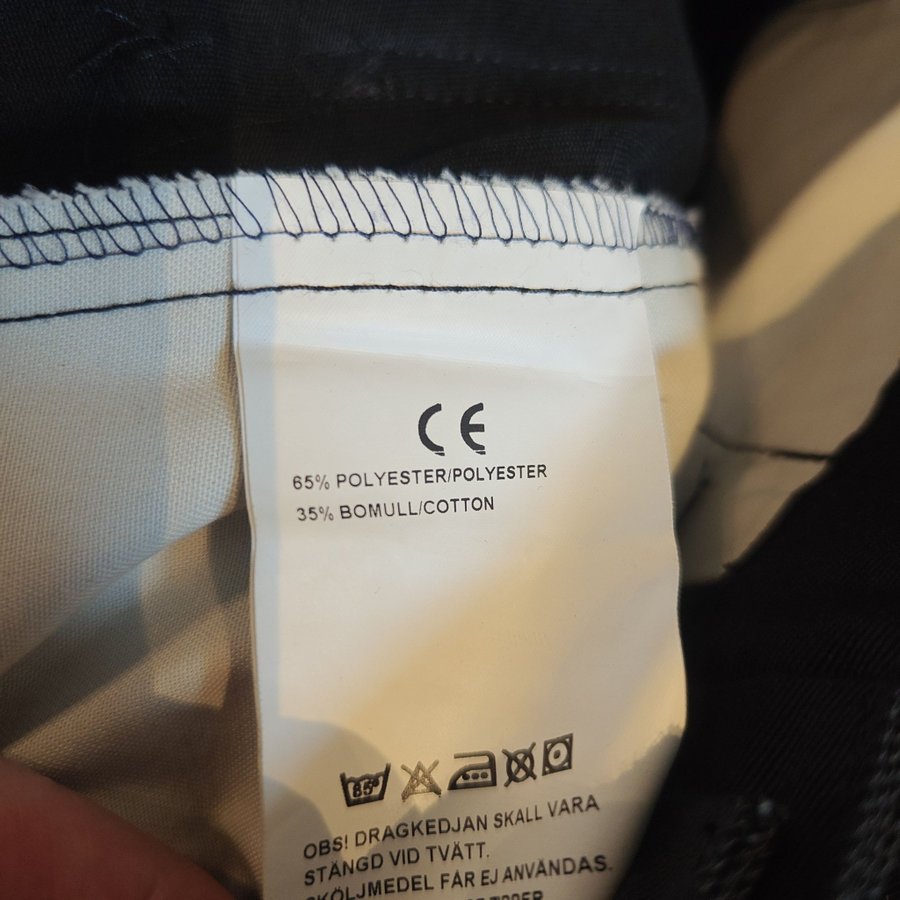 CE
65% POLYESTER/POLYESTER
35% BOMULL/COTTON
85°
OBS! DRAGKEDJAN SKALL VARA
STÄNGD VID TVÄTT.
SKÖLJMEDEL FÅR EJ ANVÄNDAS.